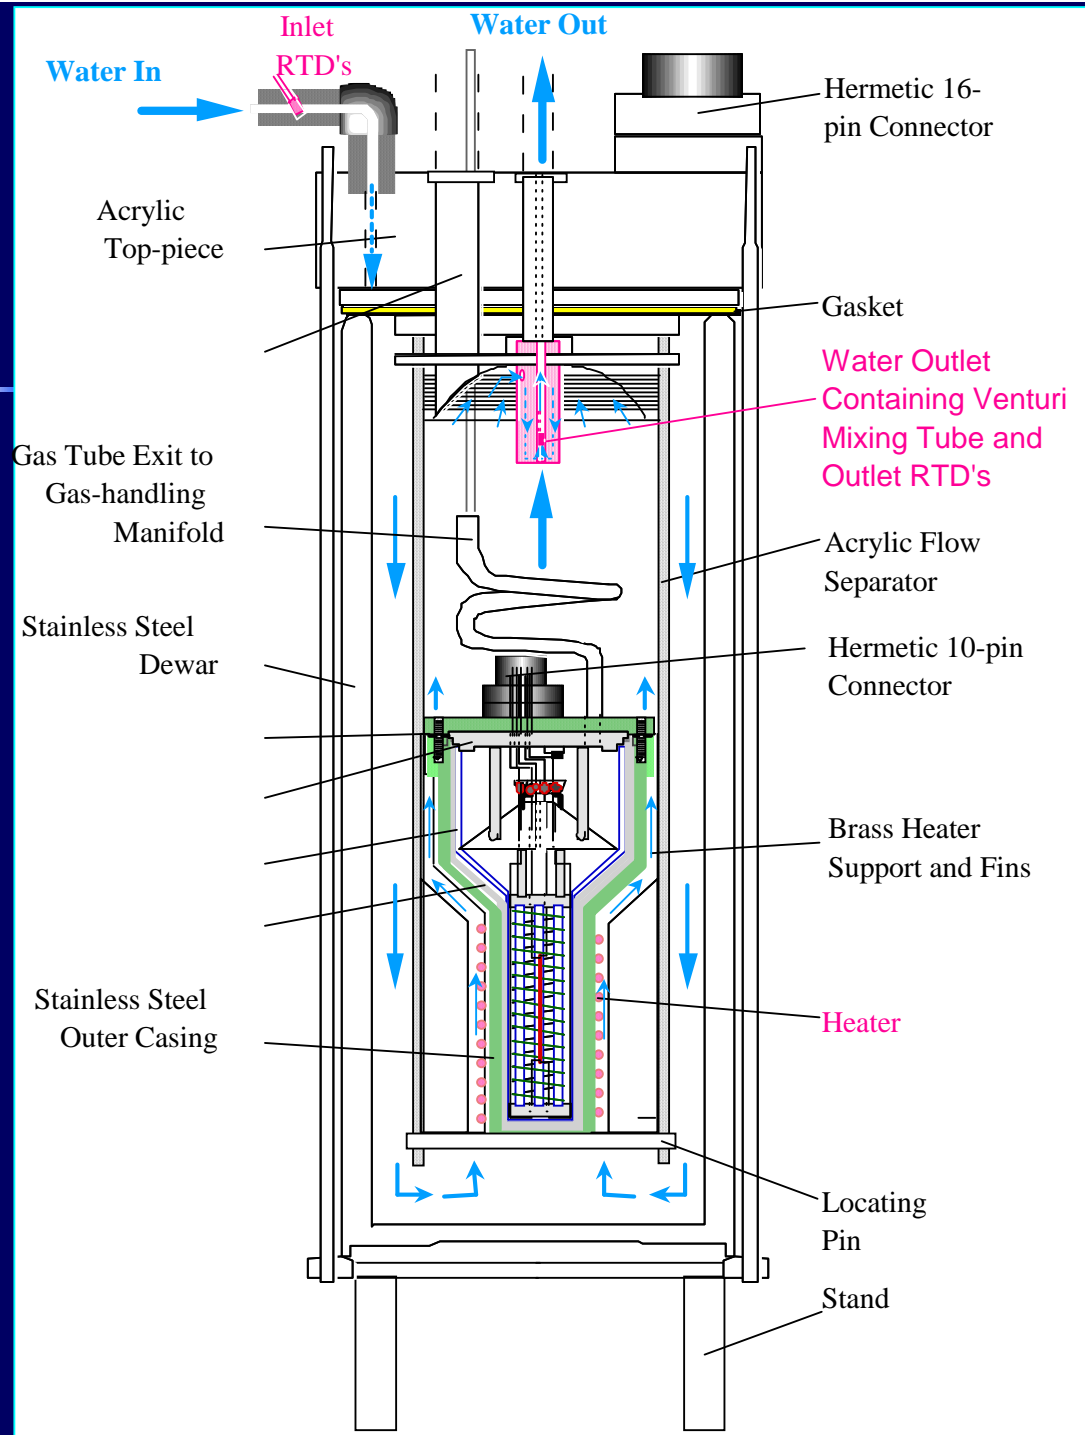 Inlet
RTD's
Water Out
Water In
Hermetic 16-
pin Connector
Acrylic
Top-piece
Gasket
Water Outlet
Containing Venturi
Mixing Tube and
Outlet RTD's
Gas Tube Exit to
Gas-handling
Manifold
Acrylic Flow
Separator
Stainless Steel
Dewar
Hermetic 10-pin
Connector
Brass Heater
Support and Fins
Stainless Steel
Outer Casing
Heater
Locating
Pin
Stand